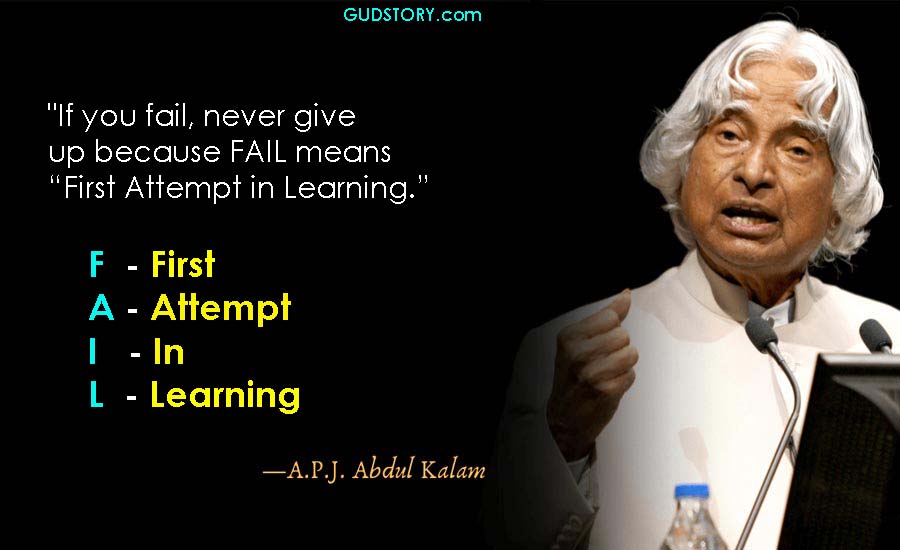 GUDSTORY.com
"If you fail, never give
up because FAIL means
“First Attempt in Learning.”
F - First
A - Attempt
I - In
L - Learning
—A.P.J. Abdul Kalam